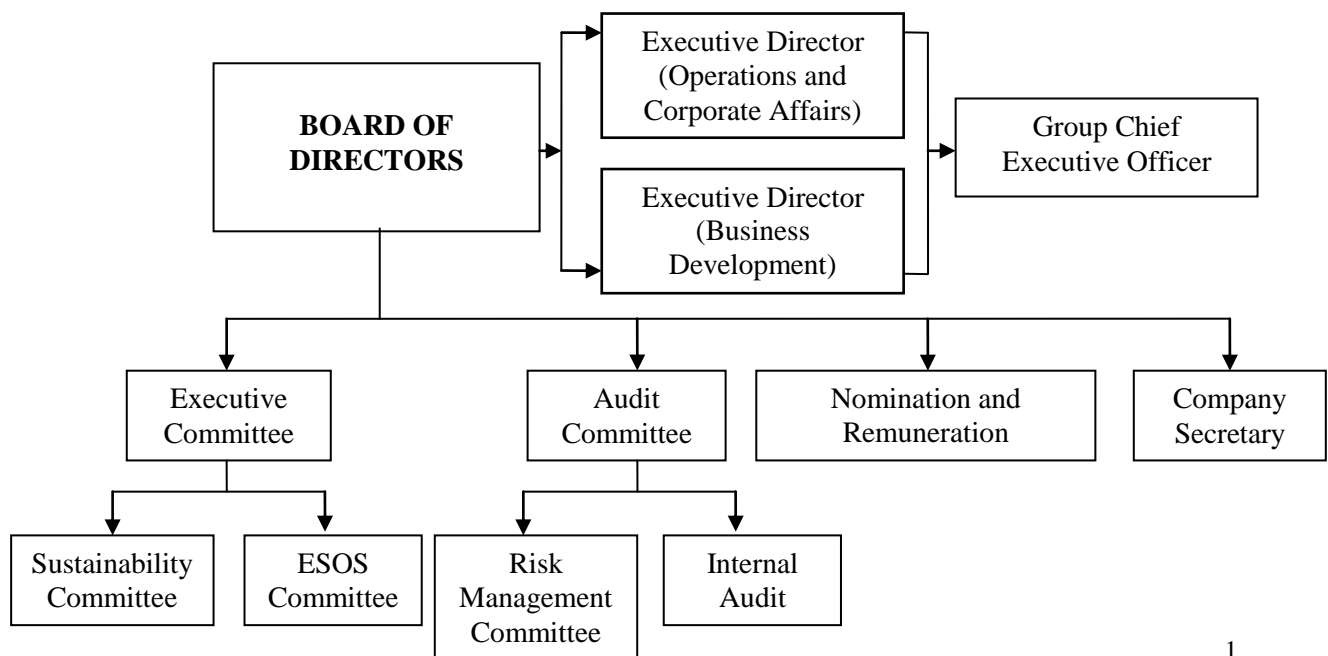 BOARD OF
DIRECTORS
Executive Director
(Operations and
Corporate Affairs)
Executive Director
(Business
Development)
Group Chief
Executive Officer
Executive
Committee
Audit
Committee
Nomination and
Remuneration
Company
Secretary
Sustainability
Committee
ESOS
Committee
Risk
Management
Committee
Internal
Audit
1